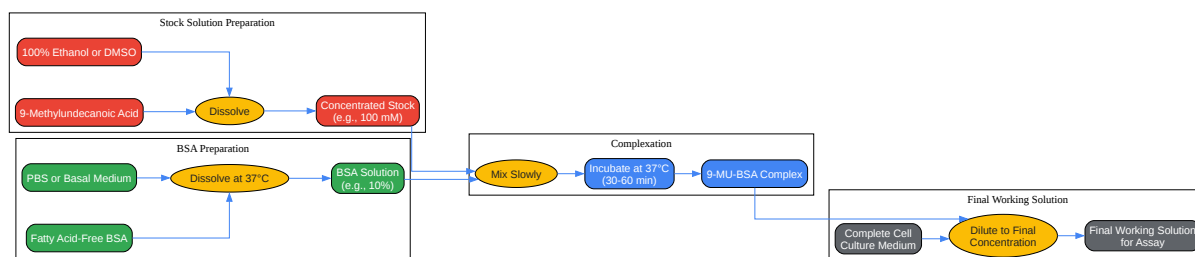 Stock Solution Preparation
100% Ethanol or DMSO
9-Methylundecanoic Acid
Dissolve
Concentrated Stock
(e.g., 100 mM)
BSA Preparation
PBS or Basal Medium
Dissolve at 37°C
BSA Solution
(e.g., 10%)
Fatty Acid-Free BSA
Complexation
Mix Slowly
Incubate at 37°C
(30-60 min)
9-MU-BSA Complex
Final Working Solution
Complete Cell
Culture Medium
Dilute to Final
Concentration
Final Working Solution
for Assay